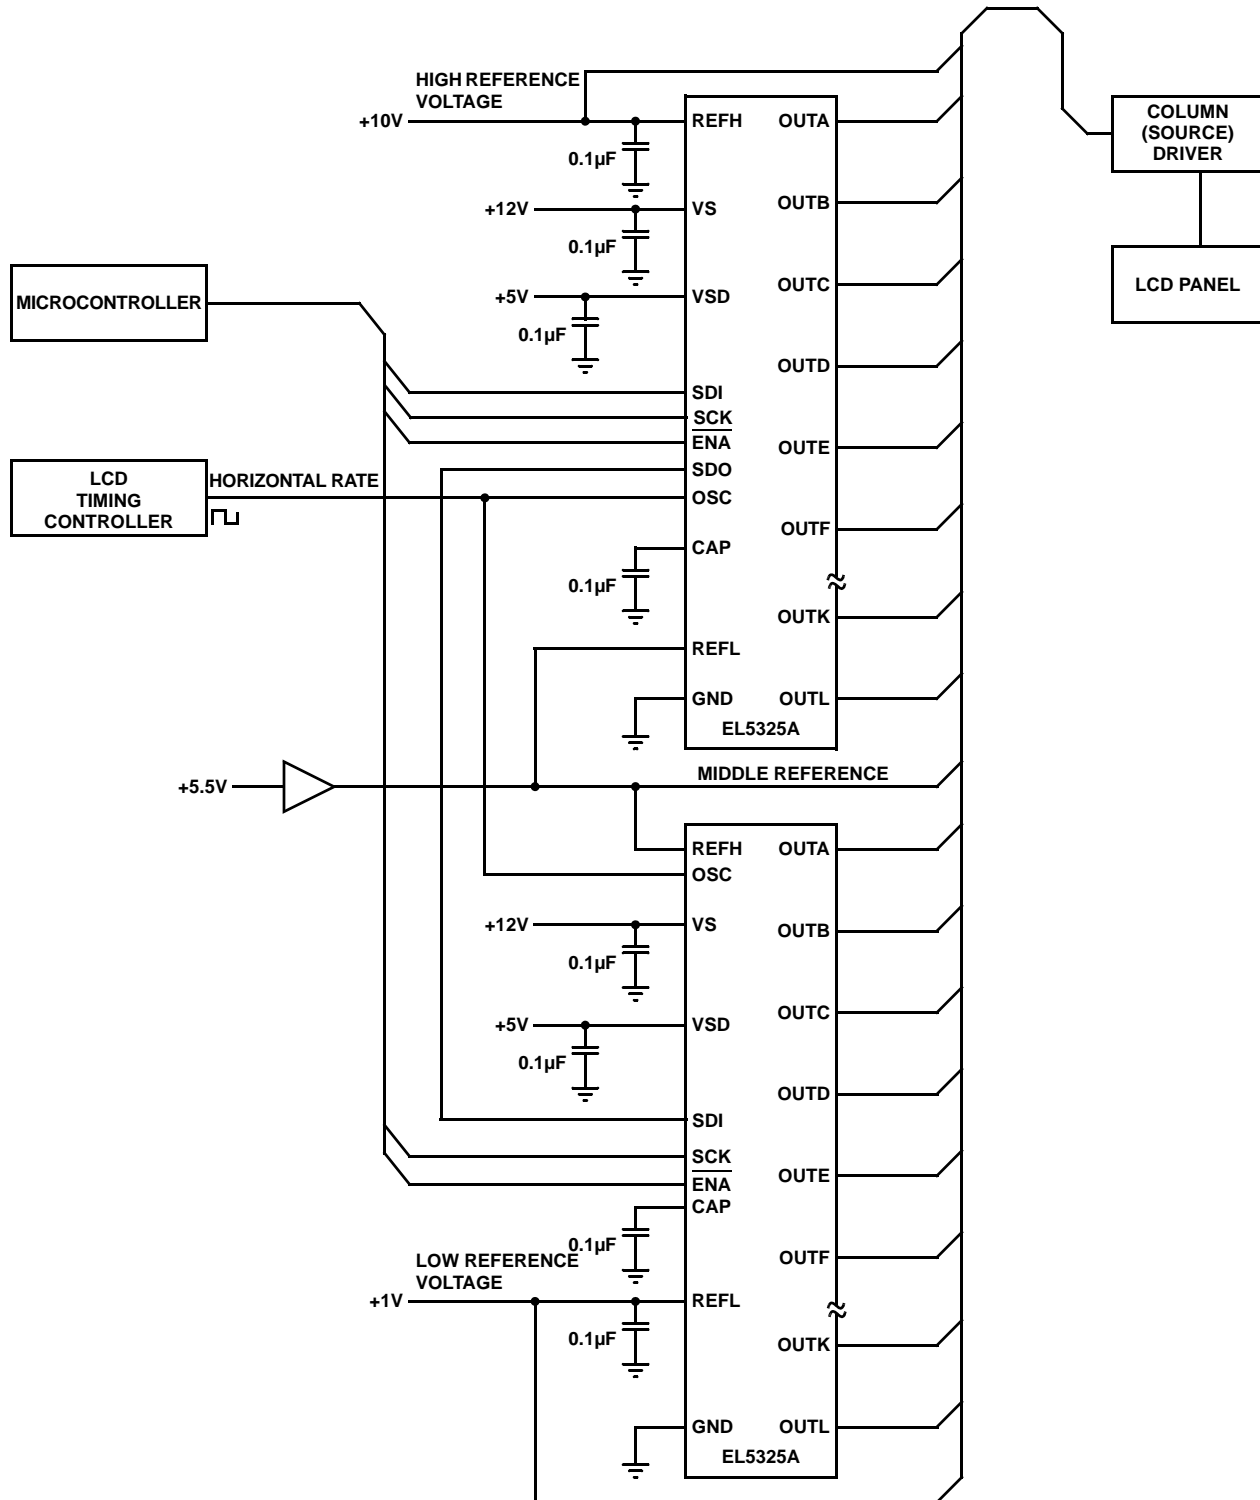 HIGH REFERENCE
VOLTAGE
+10V
REFH
OUTA
0.1µF
COLUMN
(SOURCE)
DRIVER
+12V
VS
OUTB
0.1µF
MICROCONTROLLER
+5V
VSD
OUTC
LCD PANEL
0.1µF
OUTD
SDI
SCK
ENA
OUTE
SDO
LCD
TIMING
CONTROLLER
HORIZONTAL RATE
OSC
OUTF
CAP
0.1µF
OUTK
REFL
GND
OUTL
EL5325A
+5.5V
MIDDLE REFERENCE
REFH
OUTA
OSC
+12V
VS
OUTB
0.1µF
+5V
VSD
OUTC
0.1µF
OUTD
SDI
SCK
ENA
OUTE
CAP
0.1µF
OUTF
LOW REFERENCE
VOLTAGE
+1V
REFL
0.1µF
OUTK
GND
OUTL
EL5325A